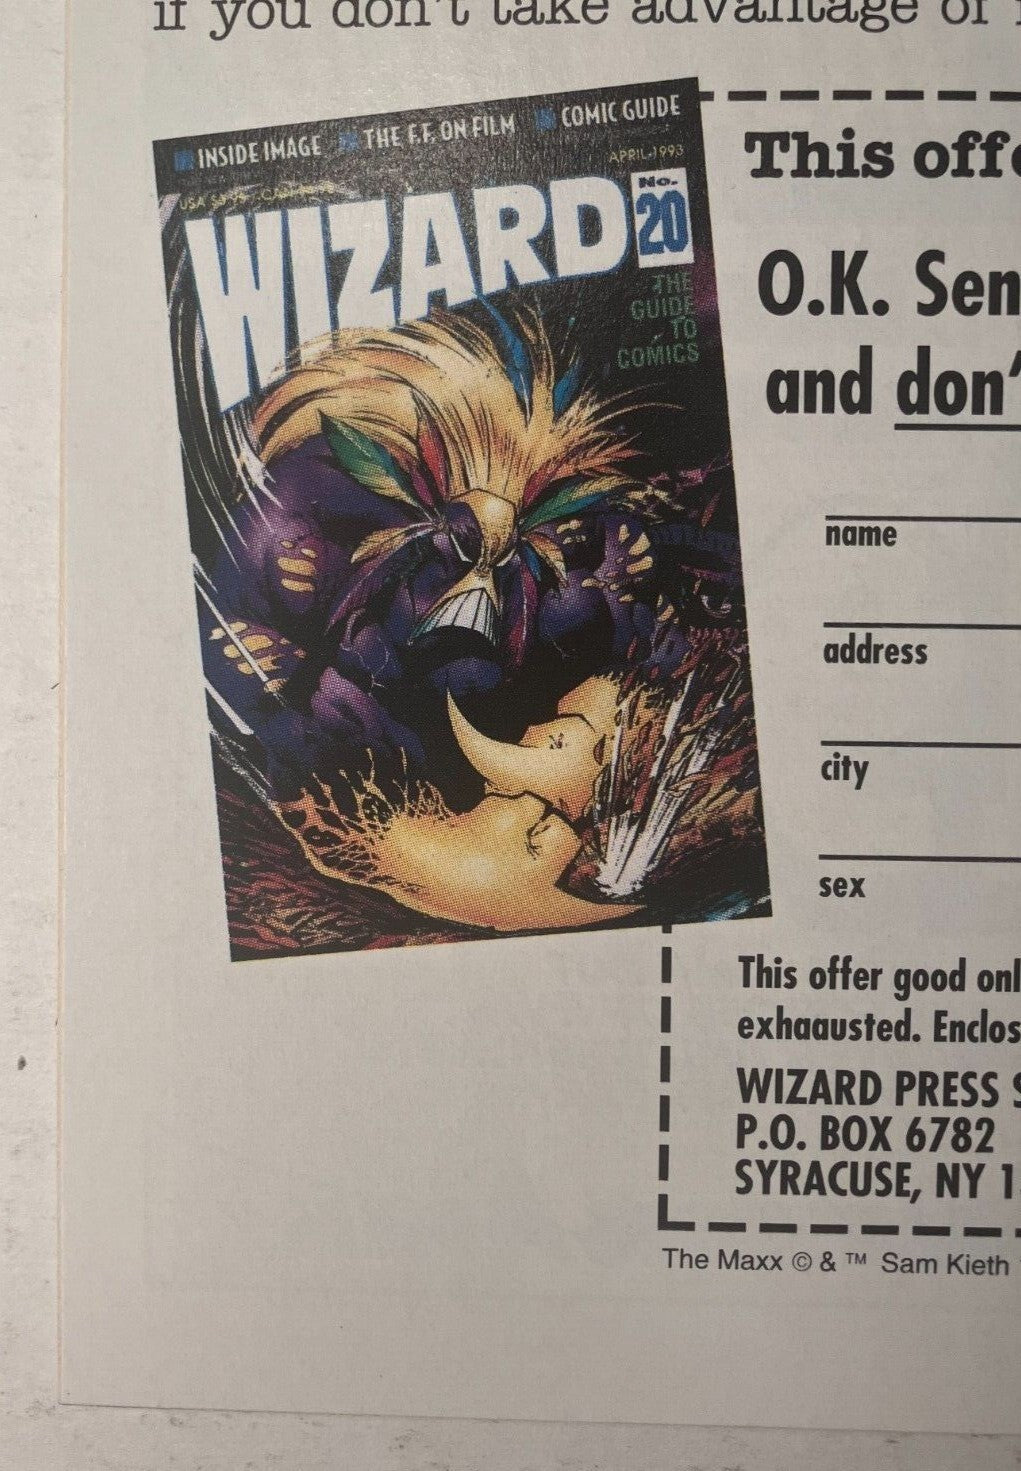 if you don't take advantage of
INSIDE IMAGE THE F.F. ON FILM COMIC GUIDE
APRIL 1993
USA
WIZARD
No.
20
THE
GUIDE
TO
COMICS
This offe
O.K. Sen
and don'
name
address
city
sex
This offer good onl
exhaausted. Enclos
WIZARD PRESS S
P.O. BOX 6782
SYRACUSE, NY 1
The Maxx © & ™ Sam Kieth